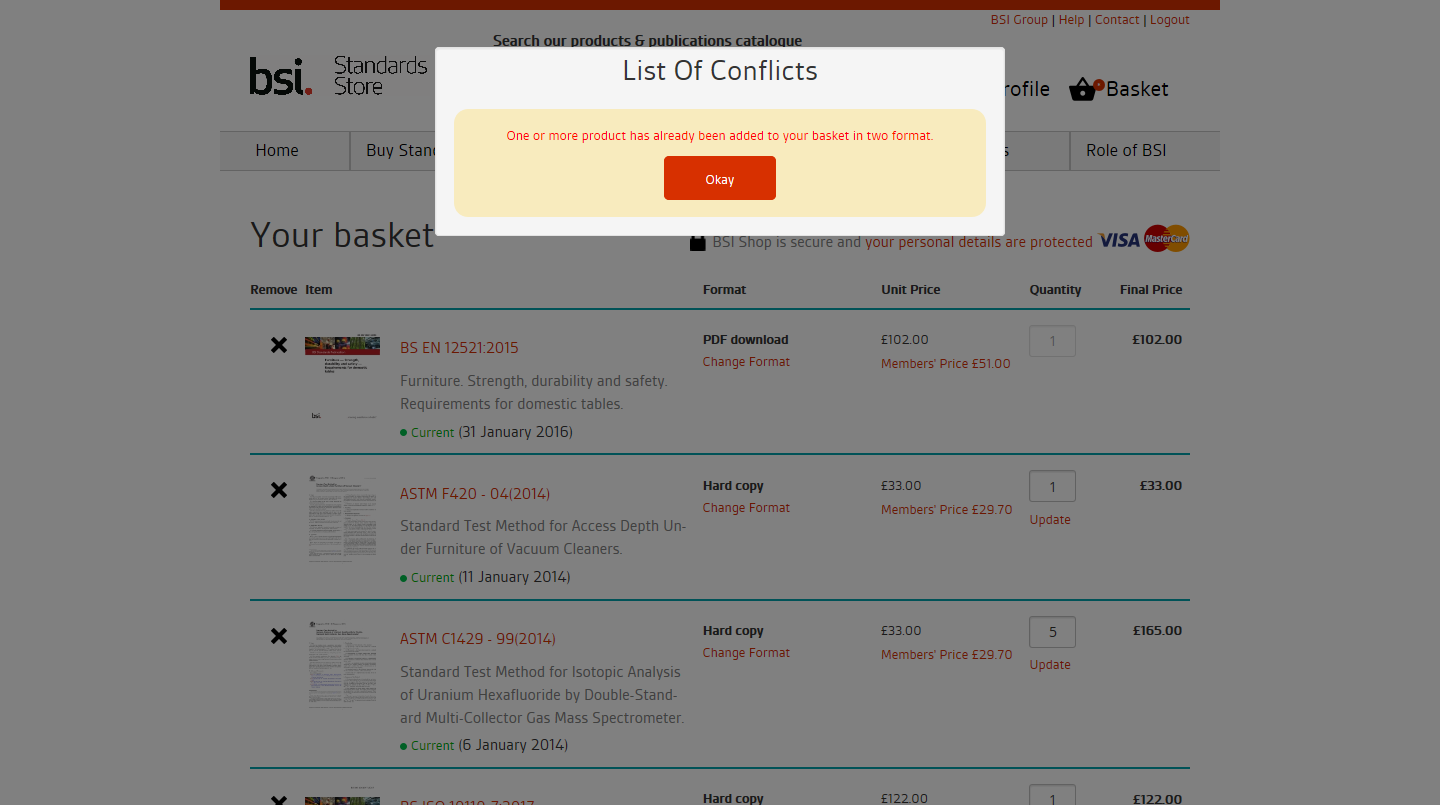 BSI Group | Help | Contact | Logout
Search our products & publications catalogue
bsi. Standards
Store
List Of Conflicts
rofile
Basket
One or more product has already been added to your basket in two format.
Okay
Home
Buy Stan
s
Role of BSI
Your basket
BSI Shop is secure and your personal details are protected VISA MasterCard
Remove Item Format Unit Price Quantity Final Price
BS EN 12521:2015
Furniture. Strength, durability and safety.
Requirements for domestic tables.
Current (31 January 2016)
PDF download
Change Format
£102.00
Members' Price £51.00
1
£102.00
bsi.
ASTM F420 - 04(2014)
Standard Test Method for Access Depth Un-
der Furniture of Vacuum Cleaners.
Current (11 January 2014)
Hard copy
Change Format
£33.00
Members' Price £29.70
1
Update
£33.00
ASTM C1429 - 99(2014)
Standard Test Method for Isotopic Analysis
of Uranium Hexafluoride by Double-Stand-
ard Multi-Collector Gas Mass Spectrometer.
Current (6 January 2014)
Hard copy
Change Format
£33.00
Members' Price £29.70
5
Update
£165.00
Hard copy
£122.00
1
£122.00